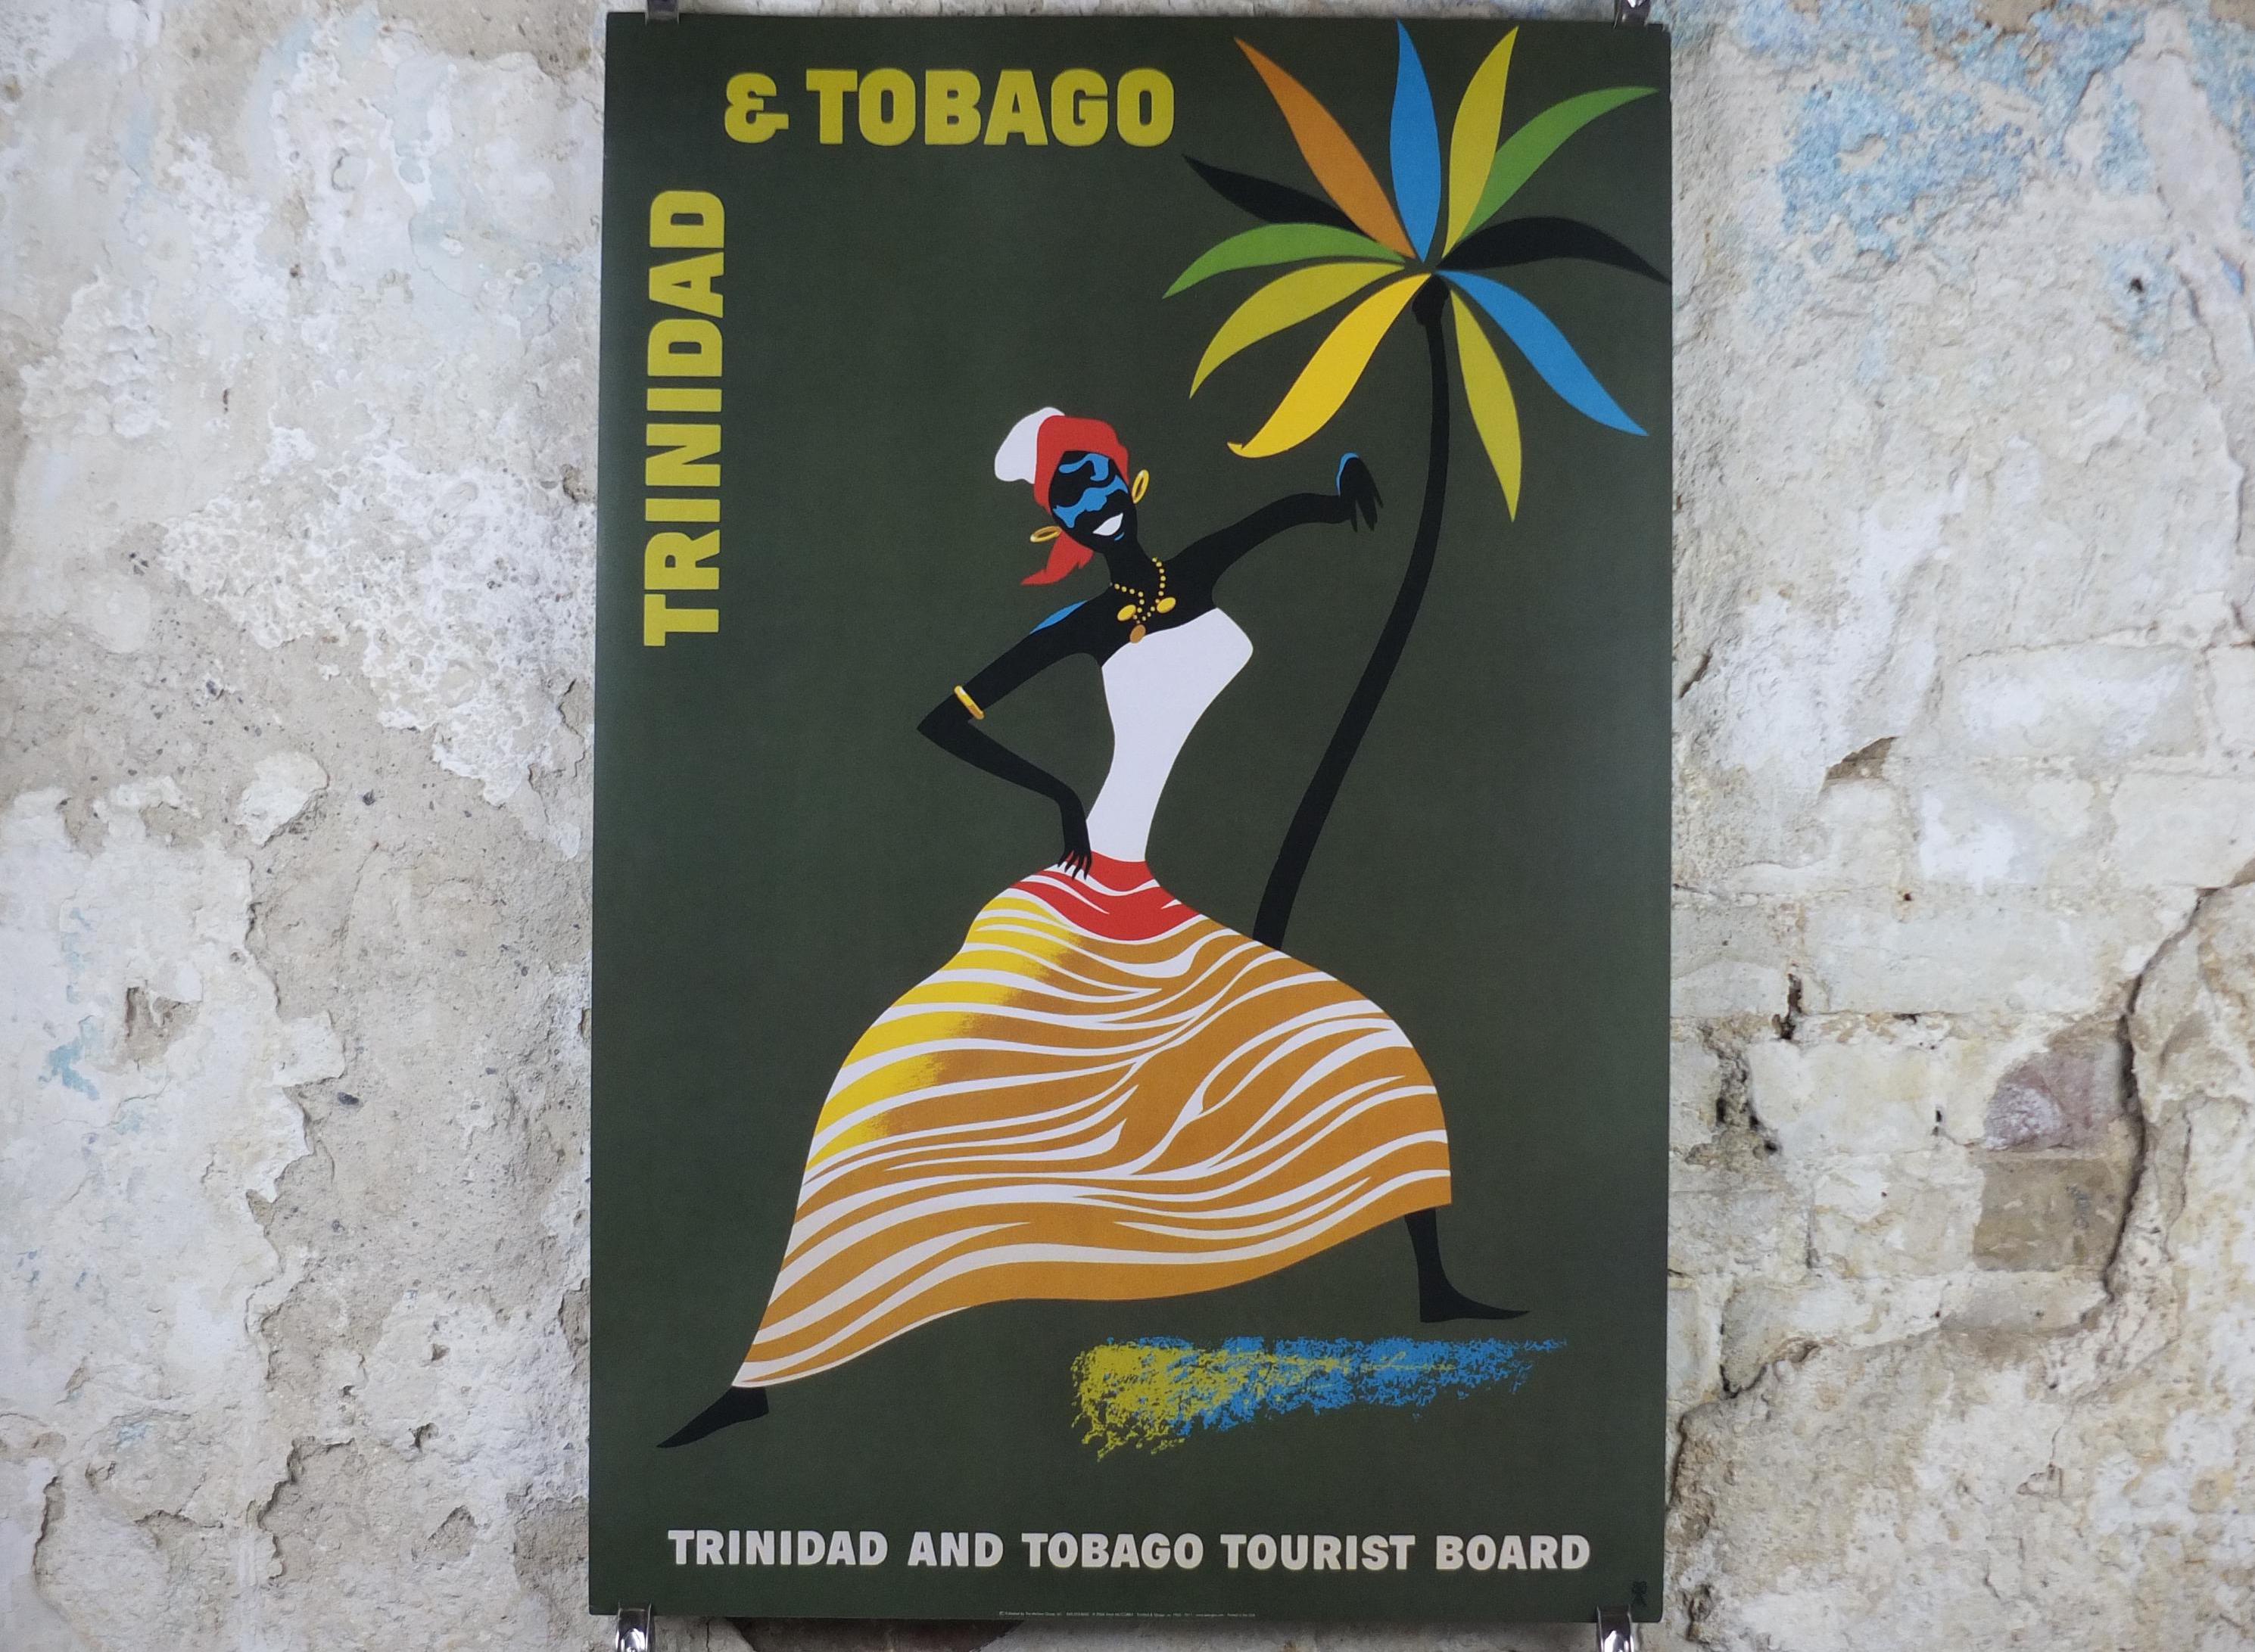 TRINIDAD
& TOBAGO
TRINIDAD AND TOBAGO TOURIST BOARD